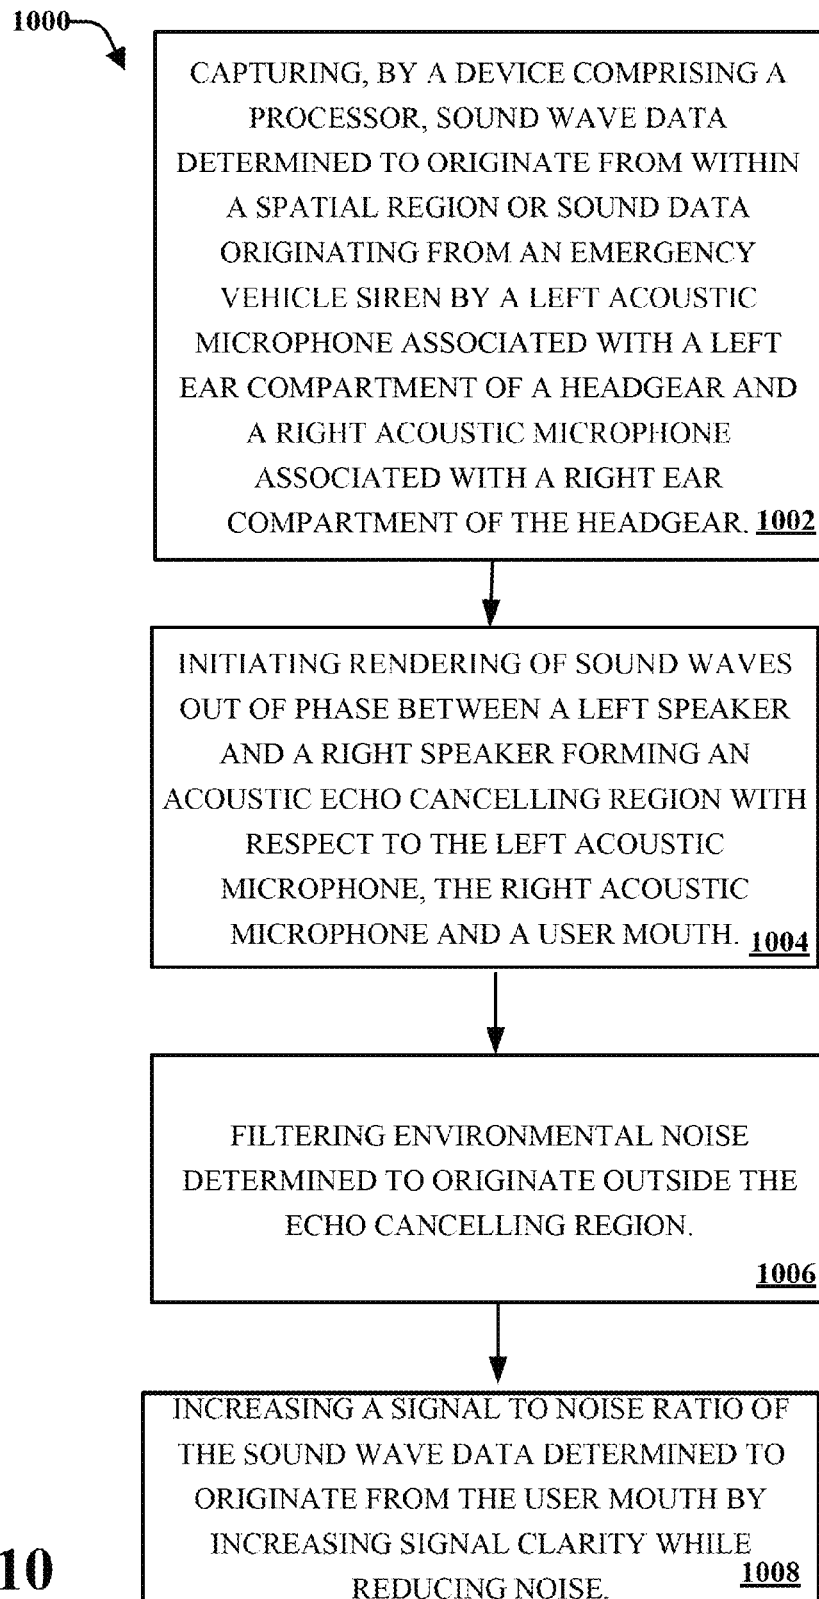 1000
CAPTURING, BY A DEVICE COMPRISING A
PROCESSOR, SOUND WAVE DATA
DETERMINED TO ORIGINATE FROM WITHIN
A SPATIAL REGION OR SOUND DATA
ORIGINATING FROM AN EMERGENCY
VEHICLE SIREN BY A LEFT ACOUSTIC
MICROPHONE ASSOCIATED WITH A LEFT
EAR COMPARTMENT OF A HEADGEAR AND
A RIGHT ACOUSTIC MICROPHONE
ASSOCIATED WITH A RIGHT EAR
COMPARTMENT OF THE HEADGEAR. 1002
INITIATING RENDERING OF SOUND WAVES
OUT OF PHASE BETWEEN A LEFT SPEAKER
AND A RIGHT SPEAKER FORMING AN
ACOUSTIC ECHO CANCELLING REGION WITH
RESPECT TO THE LEFT ACOUSTIC
MICROPHONE, THE RIGHT ACOUSTIC
MICROPHONE AND A USER MOUTH. 1004
FILTERING ENVIRONMENTAL NOISE
DETERMINED TO ORIGINATE OUTSIDE THE
ECHO CANCELLING REGION.
1006
INCREASING A SIGNAL TO NOISE RATIO OF
THE SOUND WAVE DATA DETERMINED TO
ORIGINATE FROM THE USER MOUTH BY
INCREASING SIGNAL CLARITY WHILE
REDUCING NOISE. 1008
10